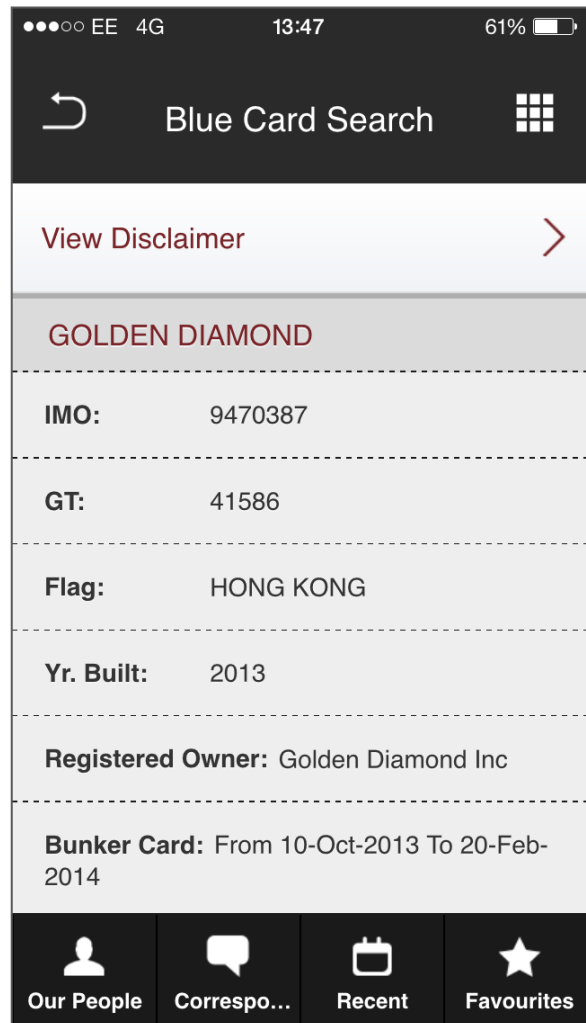 ●●●○○ EE 4G 13:47 61%
Blue Card Search
View Disclaimer
GOLDEN DIAMOND
IMO: 9470387
GT: 41586
Flag: HONG KONG
Yr. Built: 2013
Registered Owner: Golden Diamond Inc
Bunker Card: From 10-Oct-2013 To 20-Feb-
2014
Our People Correspo... Recent Favourites